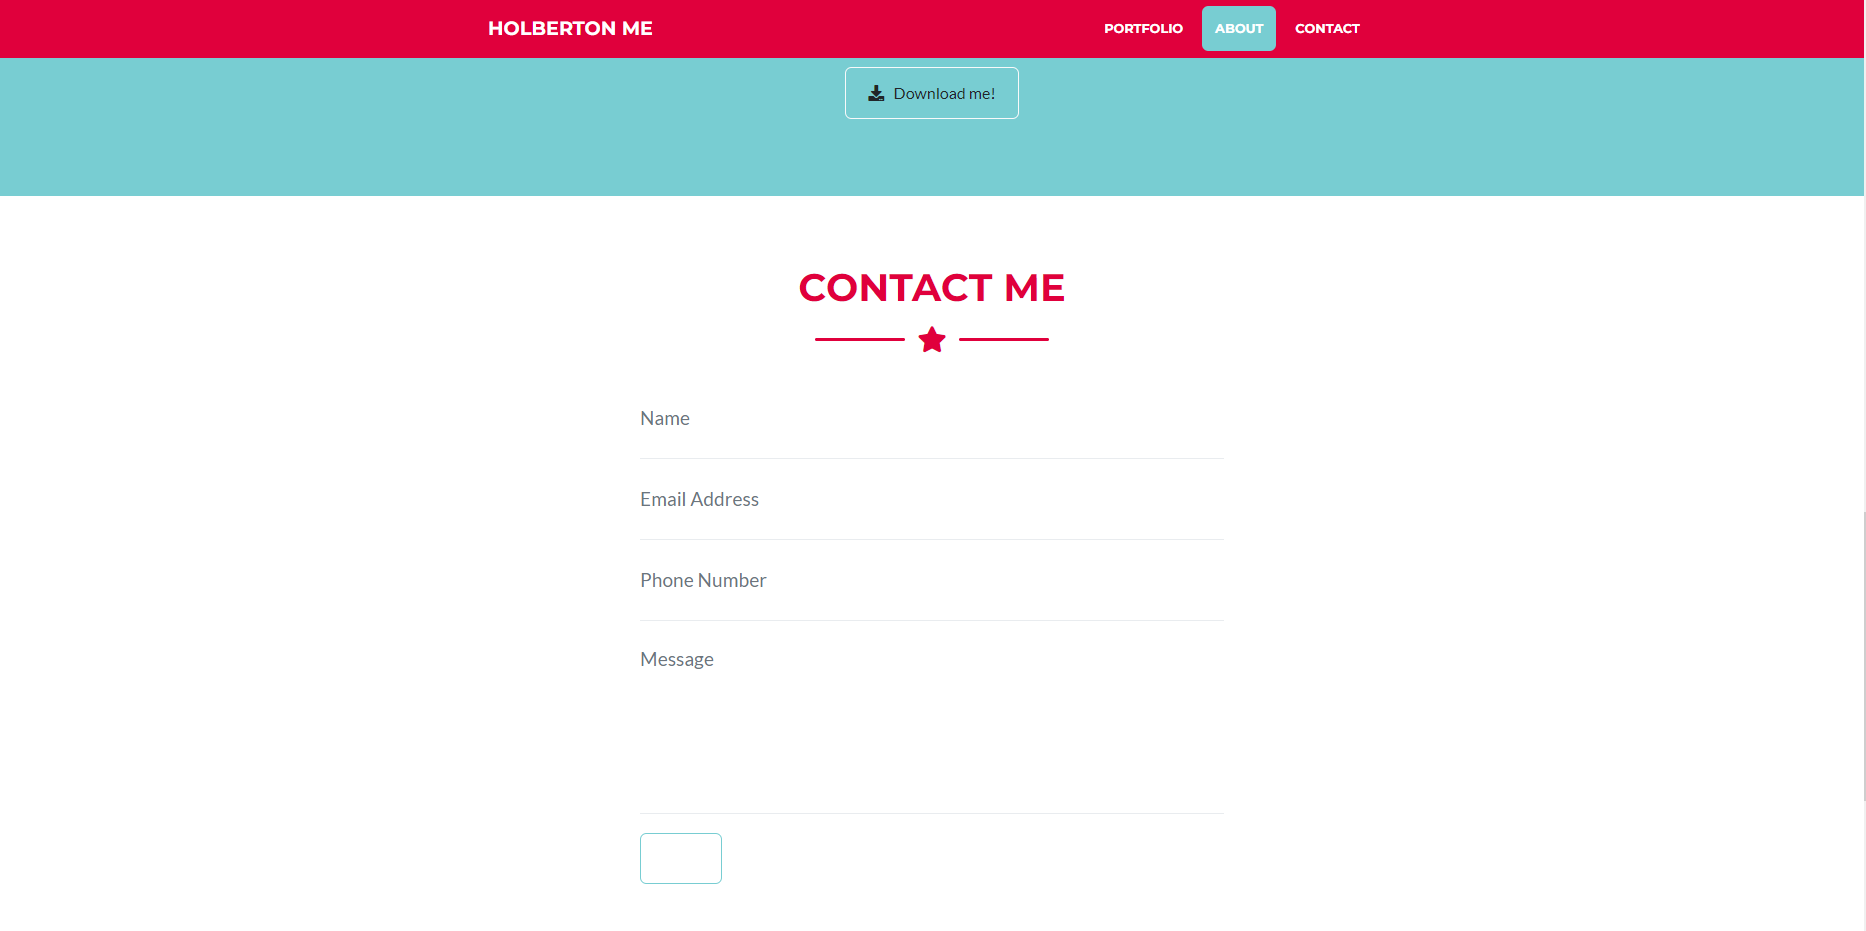 HOLBERTON ME
PORTFOLIO ABOUT CONTACT
Download me!
CONTACT ME
Name
Email Address
Phone Number
Message